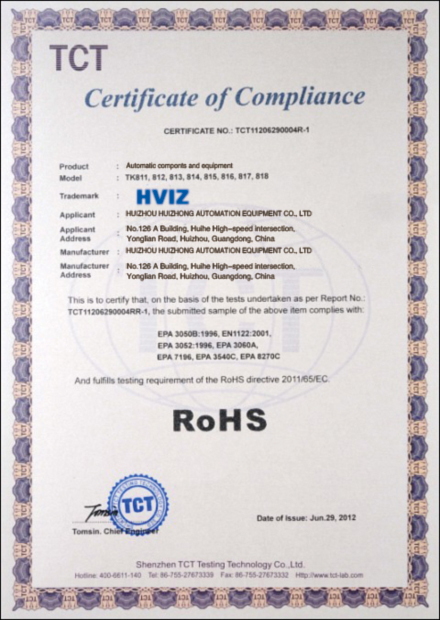 TCT
Certificate of Compliance
CERTIFICATE NO.: TCT11206290004R-1
Product : Automatic componts and equipment
Model : TK811, 812, 813, 814, 815, 816, 817, 818
Trademark : HVIZ
Applicant : HUIZHOU HUIZHONG AUTOMATION EQUIPMENT CO., LTD
Applicant Address : No.126 A Building, Huihe High-speed intersection,
Yonglian Road, Huizhou, Guangdong, China
Manufacturer : HUIZHOU HUIZHONG AUTOMATION EQUIPMENT CO., LTD
Manufacturer Address : No.126 A Building, Huihe High-speed intersection,
Yonglian Road, Huizhou, Guangdong, China
This is to certify that, on the basis of the tests undertaken as per Report No.:
TCT11206290004RR-1, the submitted sample of the above item complies with:
EPA 3050B:1996, EN1122:2001,
EPA 3052:1996, EPA 3060A,
EPA 7196, EPA 3540C, EPA 8270C
And fulfills testing requirement of the RoHS directive 2011/65/EC.
RoHS
TCT
Tomsin
Tomsin. Chief Engineer
Date of Issue: Jun.29, 2012
Shenzhen TCT Testing Technology Co.,Ltd.
Hotline: 400-6611-140 Tel: 86-755-27673339 Fax: 86-755-27673332 Http://www.tct-lab.com